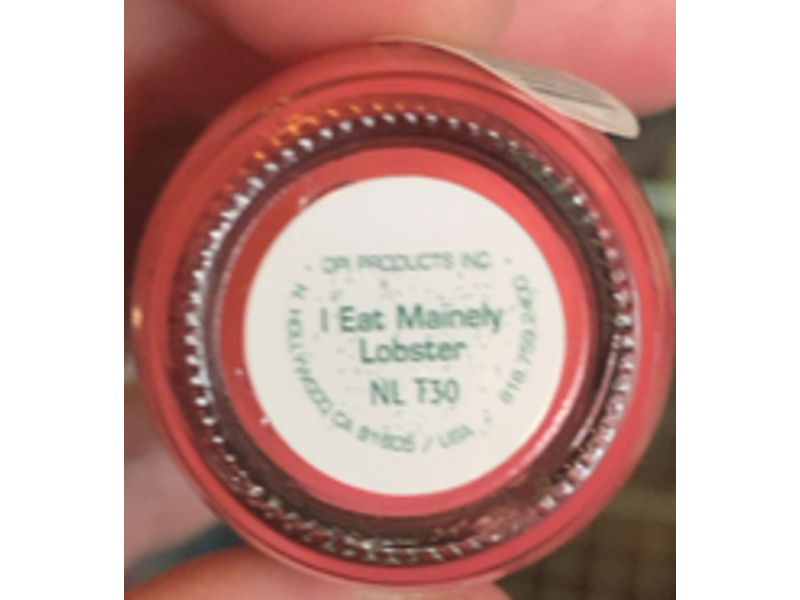 OPI PRODUCTS INC.
I Eat Mainely
Lobster
NL T30
N. HOLLYWOOD, CA 91605 / USA
818.759.2400